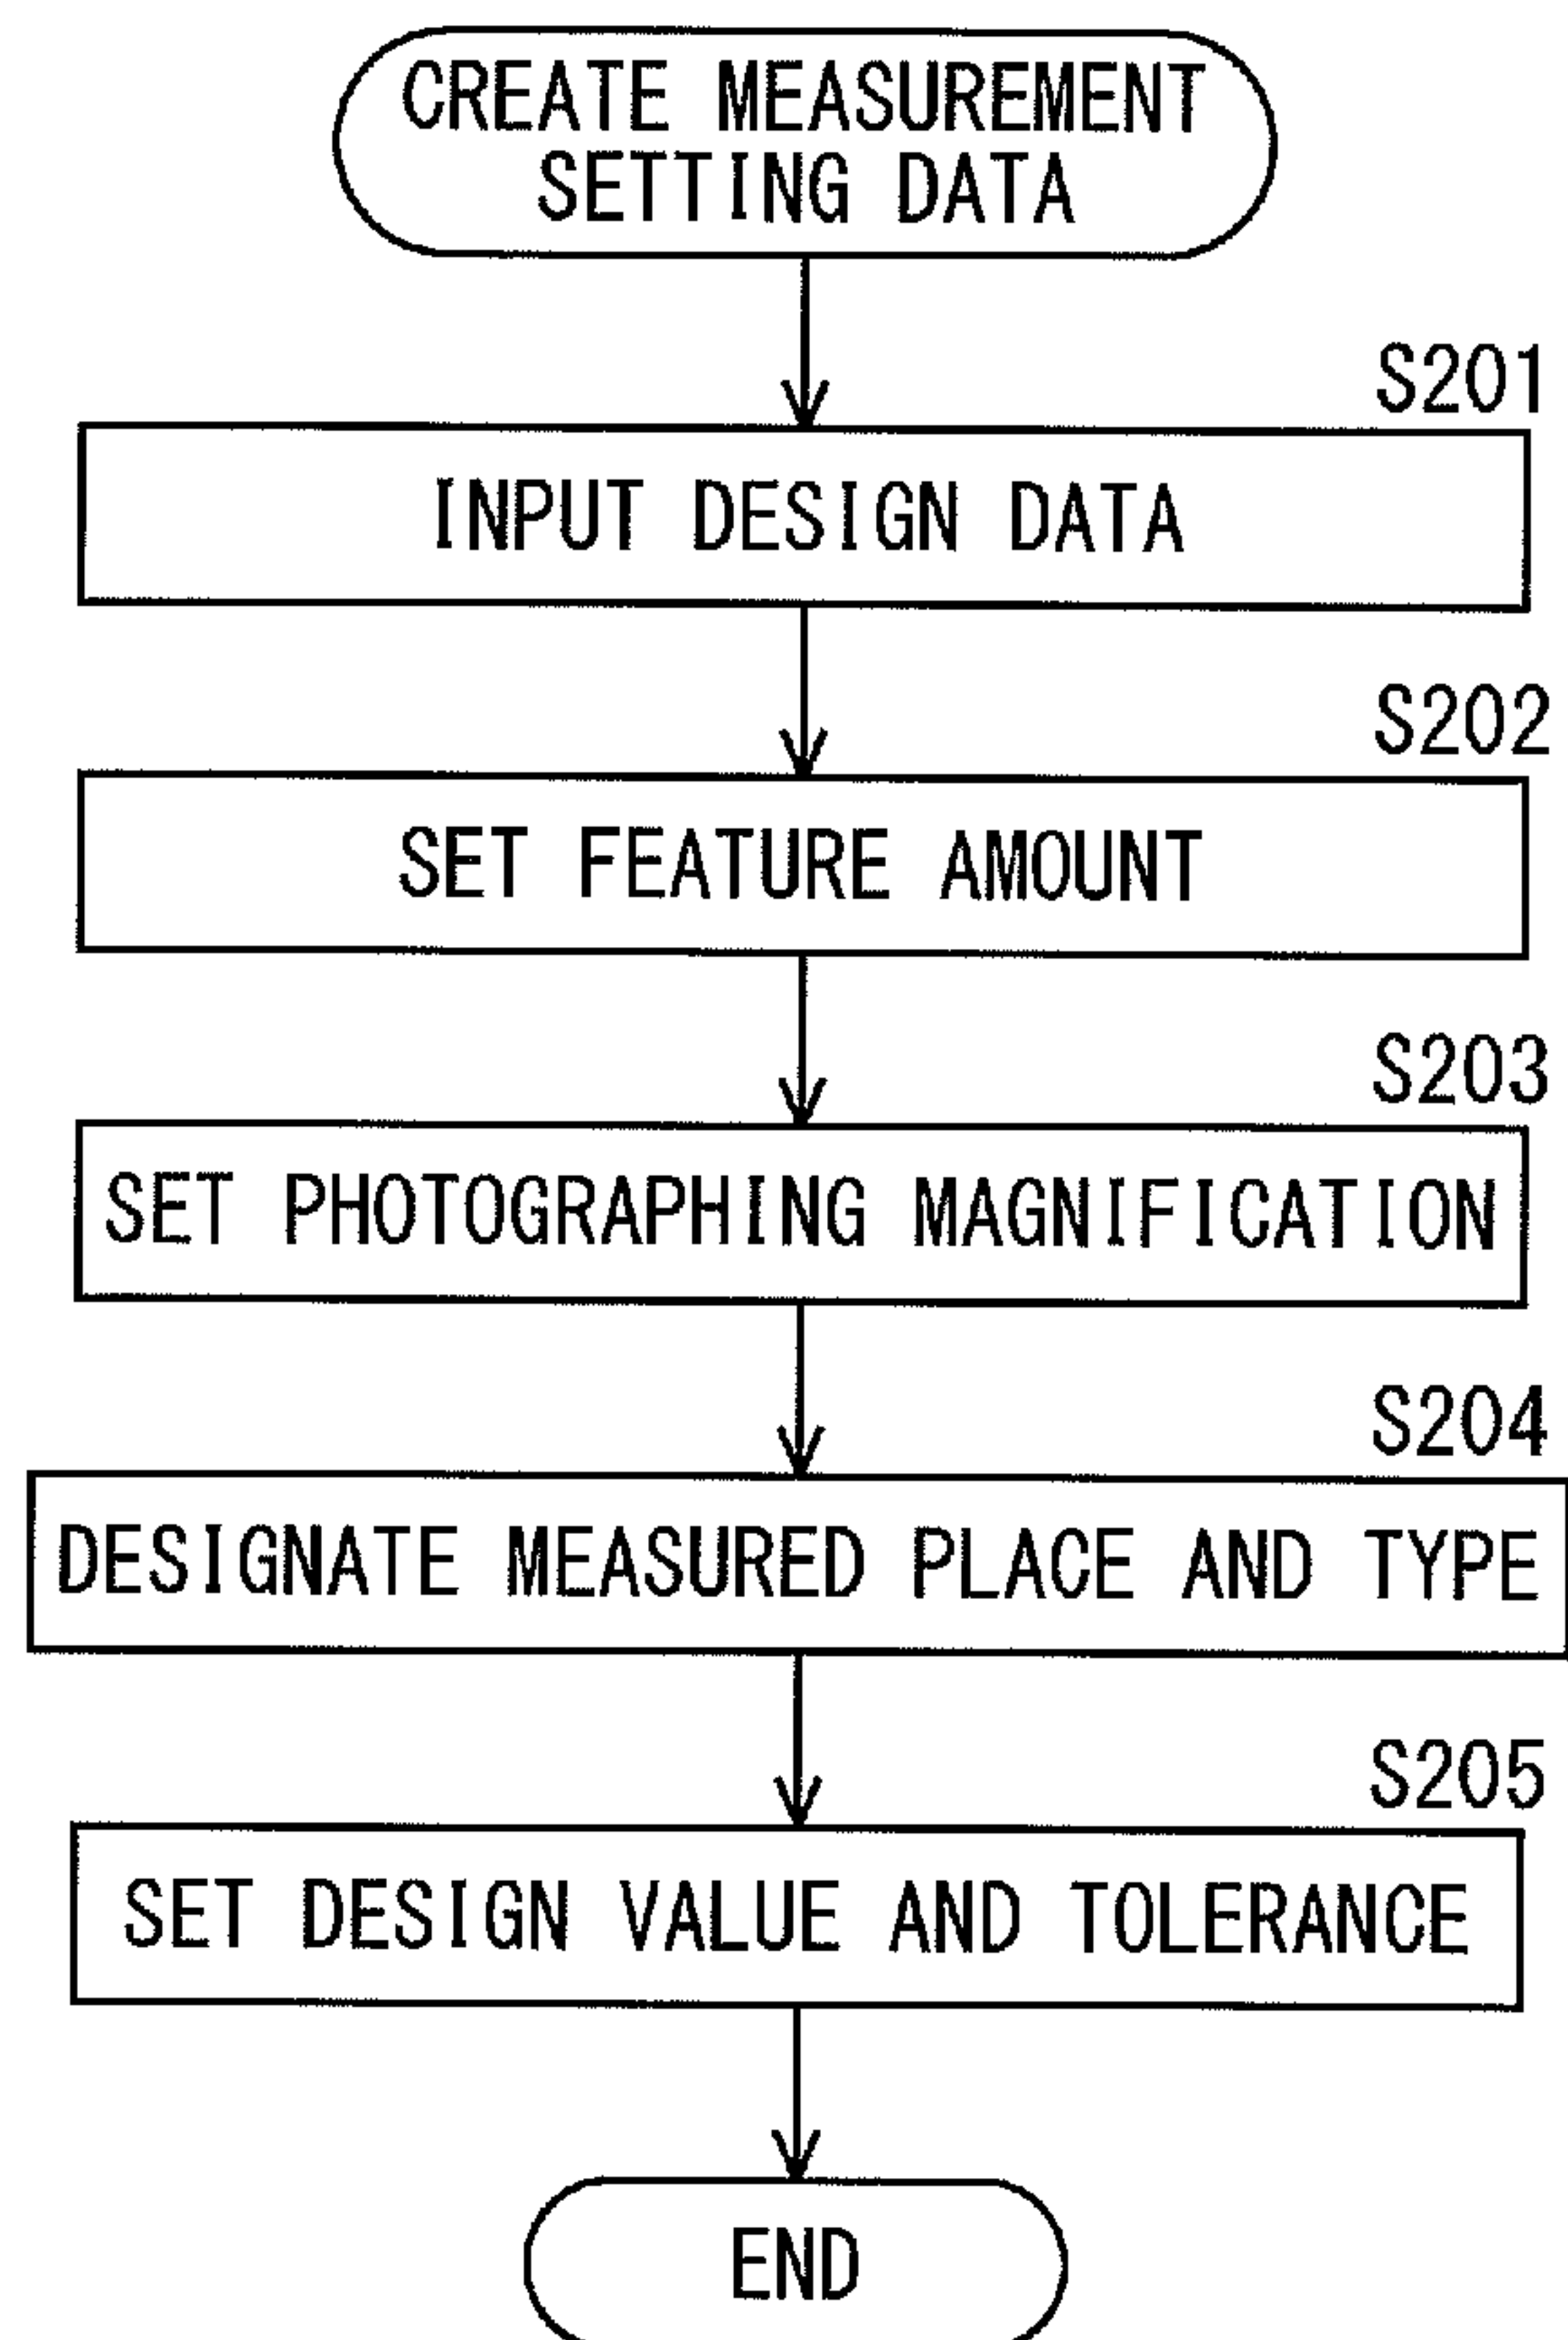 CREATE MEASUREMENT
SETTING DATA
S201
INPUT DESIGN DATA
S202
SET FEATURE AMOUNT
S203
SET PHOTOGRAPHING MAGNIFICATION
S204
DESIGNATE MEASURED PLACE AND TYPE
S205
SET DESIGN VALUE AND TOLERANCE
END